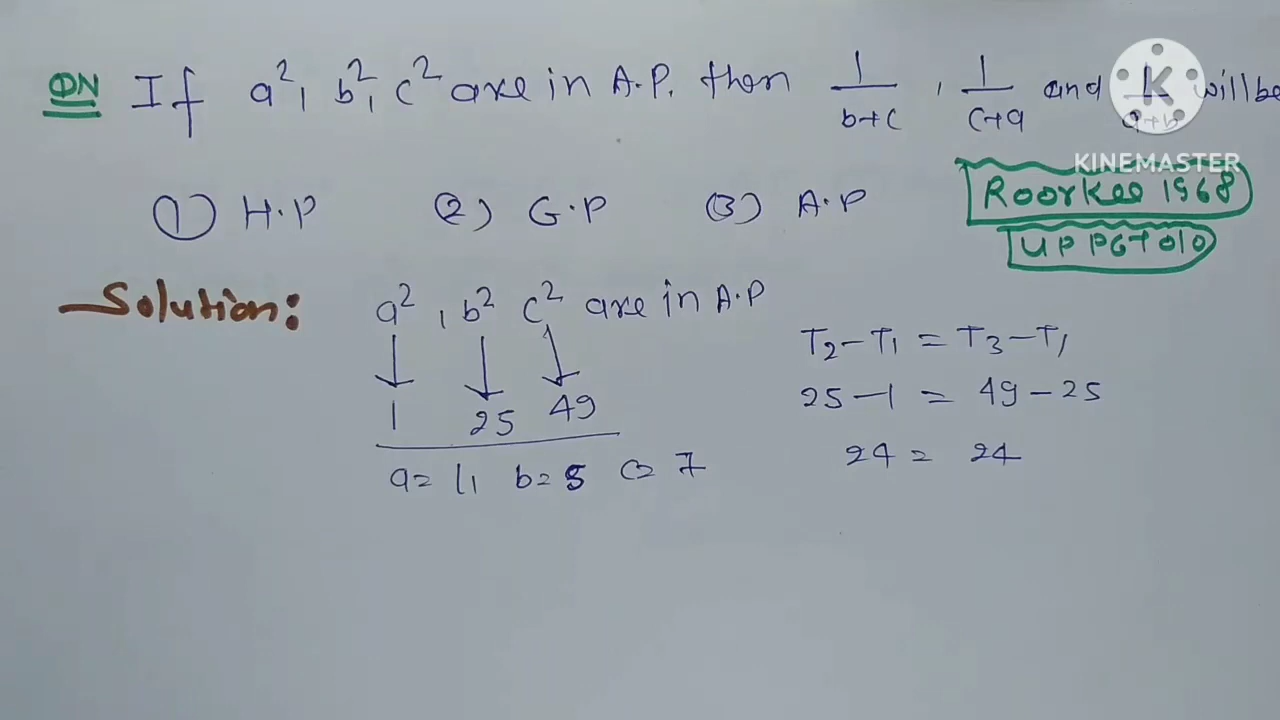 QN If a², b², c² are in A.P. then 1/b+c , 1/c+a and 1/a+b will be
KINEMASTER
① H.P 2) G.P (3) A.P
Roorkee 1968
UP PGT 010
Solution: a² , b² c² are in A.P
T₂ - T₁ = T₃ - T₁
1 25 49
25 - 1 = 49 - 25
24 = 24
a = 1, b = 5 c = 7